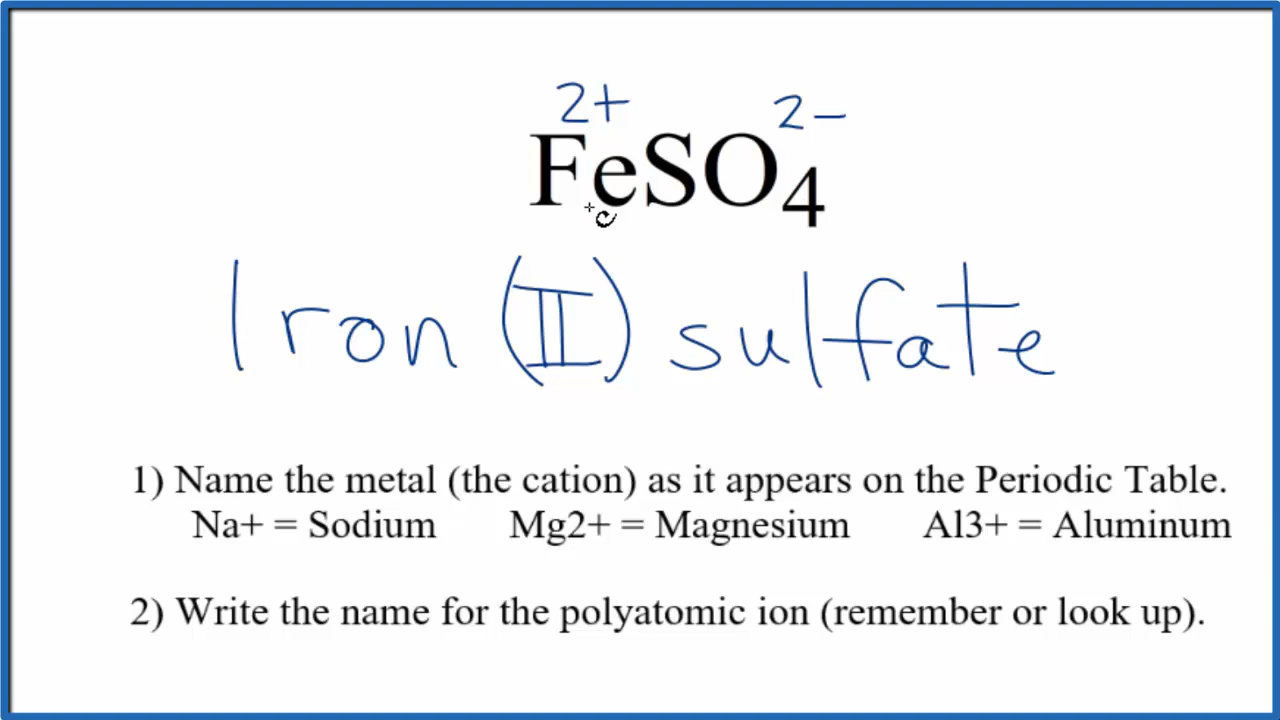 2+ 2-
FeSO4
Iron (II) sulfate
1) Name the metal (the cation) as it appears on the Periodic Table.
Na+ = Sodium Mg2+ = Magnesium Al3+ = Aluminum
2) Write the name for the polyatomic ion (remember or look up).